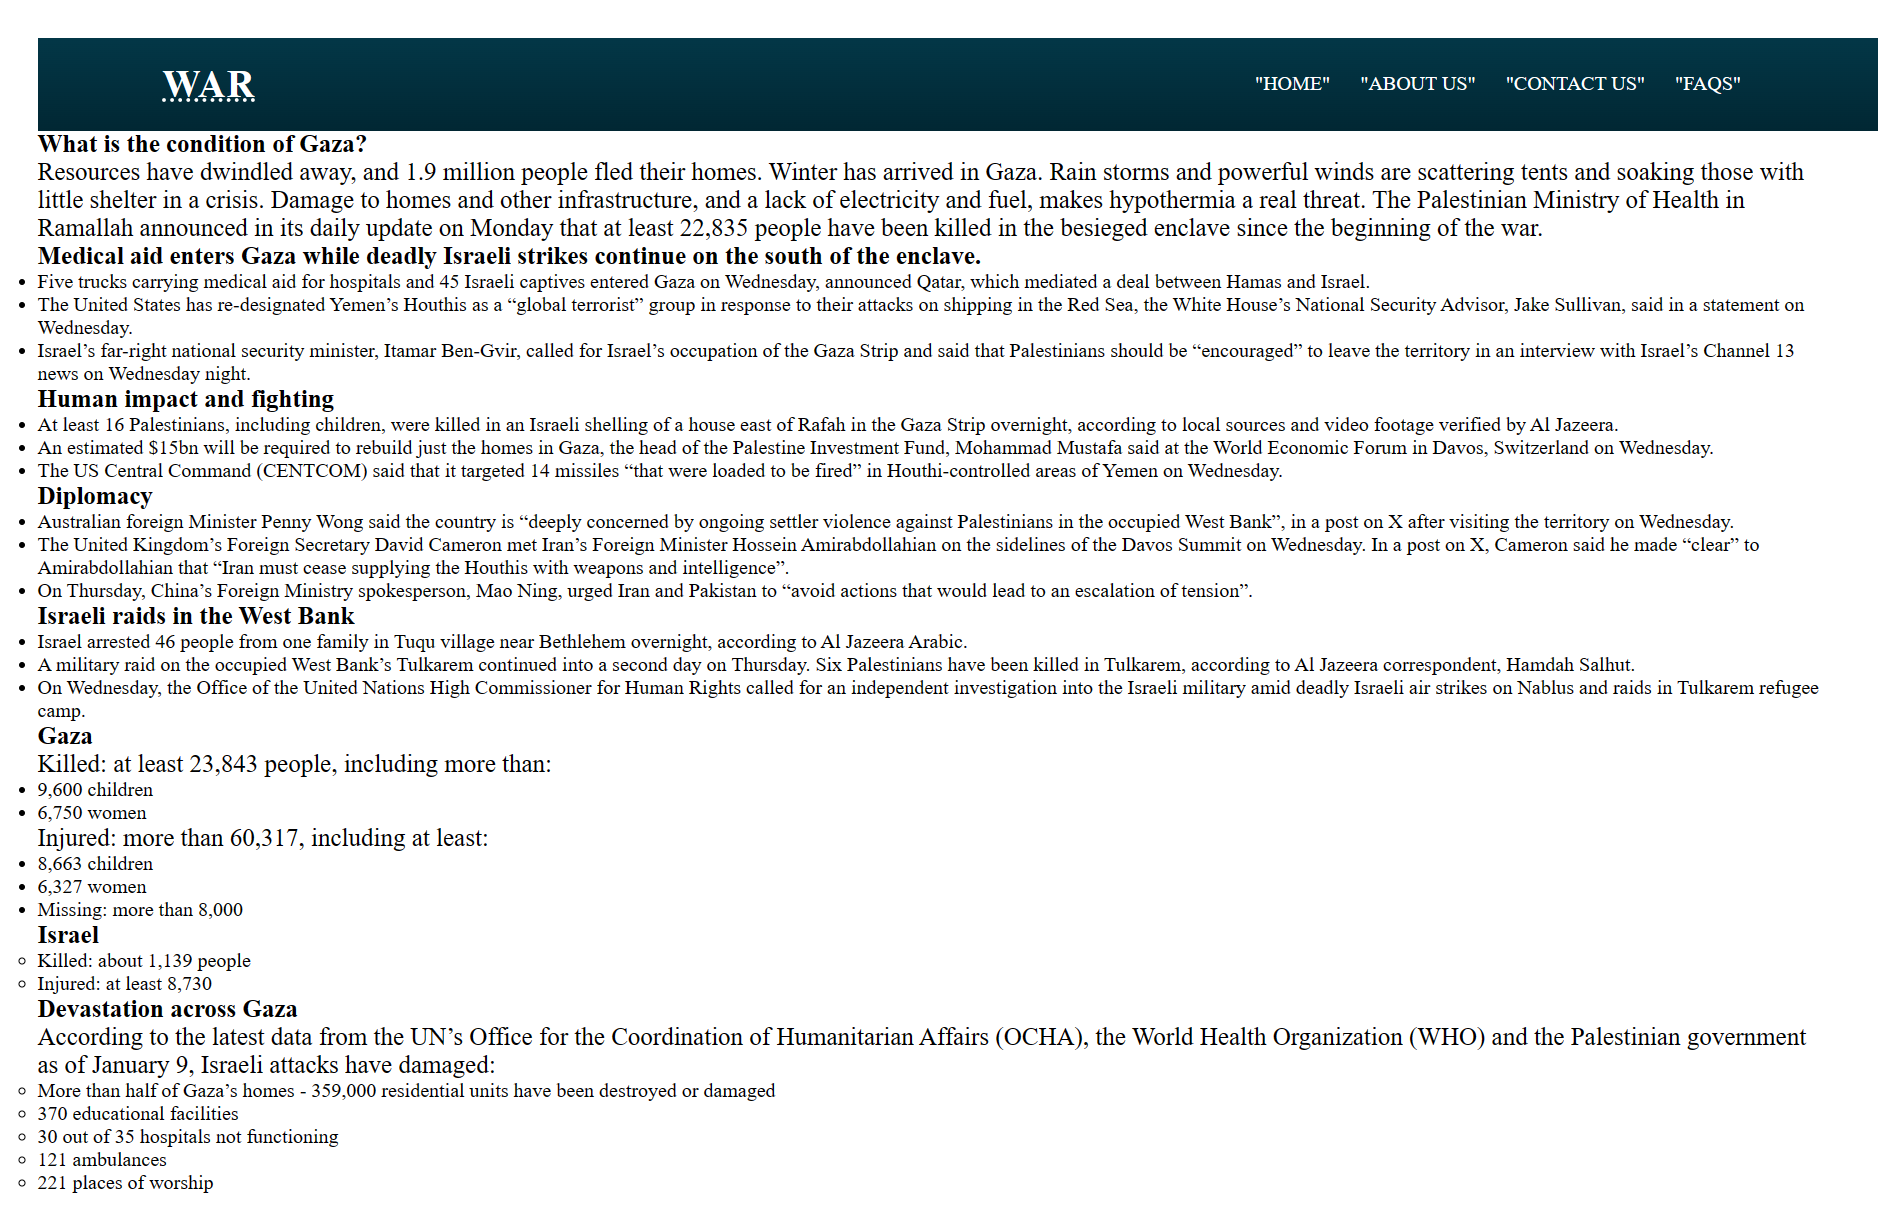 WAR
"HOME" "ABOUT US" "CONTACT US" "FAQS"
What is the condition of Gaza?
Resources have dwindled away, and 1.9 million people fled their homes. Winter has arrived in Gaza. Rain storms and powerful winds are scattering tents and soaking those with
little shelter in a crisis. Damage to homes and other infrastructure, and a lack of electricity and fuel, makes hypothermia a real threat. The Palestinian Ministry of Health in
Ramallah announced in its daily update on Monday that at least 22,835 people have been killed in the besieged enclave since the beginning of the war.
Medical aid enters Gaza while deadly Israeli strikes continue on the south of the enclave.
• Five trucks carrying medical aid for hospitals and 45 Israeli captives entered Gaza on Wednesday, announced Qatar, which mediated a deal between Hamas and Israel.
• The United States has re-designated Yemen’s Houthis as a “global terrorist” group in response to their attacks on shipping in the Red Sea, the White House’s National Security Advisor, Jake Sullivan, said in a statement on
Wednesday.
• Israel’s far-right national security minister, Itamar Ben-Gvir, called for Israel’s occupation of the Gaza Strip and said that Palestinians should be “encouraged” to leave the territory in an interview with Israel’s Channel 13
news on Wednesday night.
Human impact and fighting
• At least 16 Palestinians, including children, were killed in an Israeli shelling of a house east of Rafah in the Gaza Strip overnight, according to local sources and video footage verified by Al Jazeera.
• An estimated $15bn will be required to rebuild just the homes in Gaza, the head of the Palestine Investment Fund, Mohammad Mustafa said at the World Economic Forum in Davos, Switzerland on Wednesday.
• The US Central Command (CENTCOM) said that it targeted 14 missiles “that were loaded to be fired” in Houthi-controlled areas of Yemen on Wednesday.
Diplomacy
• Australian foreign Minister Penny Wong said the country is “deeply concerned by ongoing settler violence against Palestinians in the occupied West Bank”, in a post on X after visiting the territory on Wednesday.
• The United Kingdom’s Foreign Secretary David Cameron met Iran’s Foreign Minister Hossein Amirabdollahian on the sidelines of the Davos Summit on Wednesday. In a post on X, Cameron said he made “clear” to
Amirabdollahian that “Iran must cease supplying the Houthis with weapons and intelligence”.
• On Thursday, China’s Foreign Ministry spokesperson, Mao Ning, urged Iran and Pakistan to “avoid actions that would lead to an escalation of tension”.
Israeli raids in the West Bank
• Israel arrested 46 people from one family in Tuqu village near Bethlehem overnight, according to Al Jazeera Arabic.
• A military raid on the occupied West Bank’s Tulkarem continued into a second day on Thursday. Six Palestinians have been killed in Tulkarem, according to Al Jazeera correspondent, Hamdah Salhut.
• On Wednesday, the Office of the United Nations High Commissioner for Human Rights called for an independent investigation into the Israeli military amid deadly Israeli air strikes on Nablus and raids in Tulkarem refugee
camp.
Gaza
Killed: at least 23,843 people, including more than:
• 9,600 children
• 6,750 women
Injured: more than 60,317, including at least:
• 8,663 children
• 6,327 women
• Missing: more than 8,000
Israel
◦ Killed: about 1,139 people
◦ Injured: at least 8,730
Devastation across Gaza
According to the latest data from the UN’s Office for the Coordination of Humanitarian Affairs (OCHA), the World Health Organization (WHO) and the Palestinian government
as of January 9, Israeli attacks have damaged:
◦ More than half of Gaza’s homes - 359,000 residential units have been destroyed or damaged
◦ 370 educational facilities
◦ 30 out of 35 hospitals not functioning
◦ 121 ambulances
◦ 221 places of worship